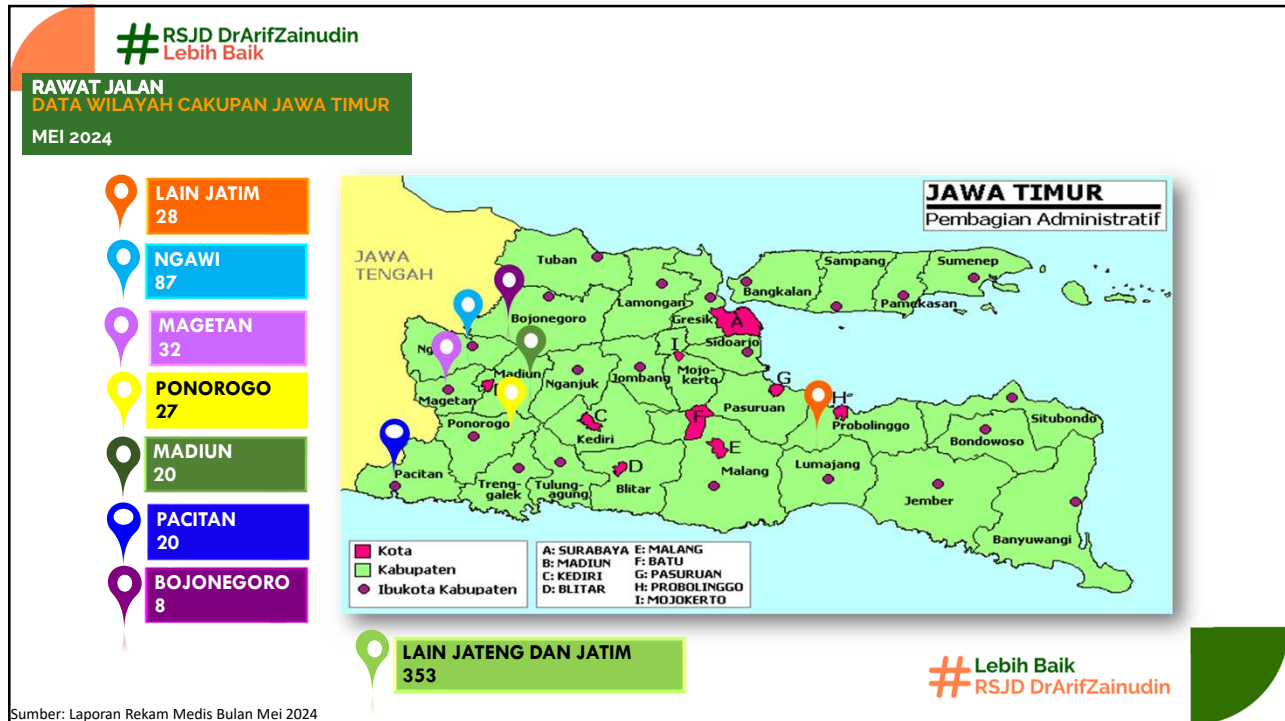 # RSJD DrArifZainudin
Lebih Baik
RAWAT JALAN
DATA WILAYAH CAKUPAN JAWA TIMUR
MEI 2024
LAIN JATIM
28
NGAWI
87
MAGETAN
32
PONOROGO
27
MADIUN
20
PACITAN
20
BOJONEGORO
8
JAWA TIMUR
Pembagian Administratif
JAWA
TENGAH
Tuban
Sampang
Sumenep
Bangkalan
Pamekasan
Lamongan
Gresik
A
Bojonegoro
Sidoarjo
I
Ng
Madiun
Nganjuk
Jombang
Mojo-
kerto
G
Magetan
Pasuruan
H
Probolinggo
Situbondo
Ponorogo
C
Kediri
F
E
Bondowoso
Pacitan
Treng-
galek
Tulung-
agung
D
Blitar
Malang
Lumajang
Jember
Banyuwangi
Kota
Kabupaten
Ibukota Kabupaten
A: SURABAYA E: MALANG
B: MADIUN F: BATU
C: KEDIRI G: PASURUAN
D: BLITAR H: PROBOLINGGO
I: MOJOKERTO
LAIN JATENG DAN JATIM
353
# Lebih Baik
RSJD DrArifZainudin
Sumber: Laporan Rekam Medis Bulan Mei 2024